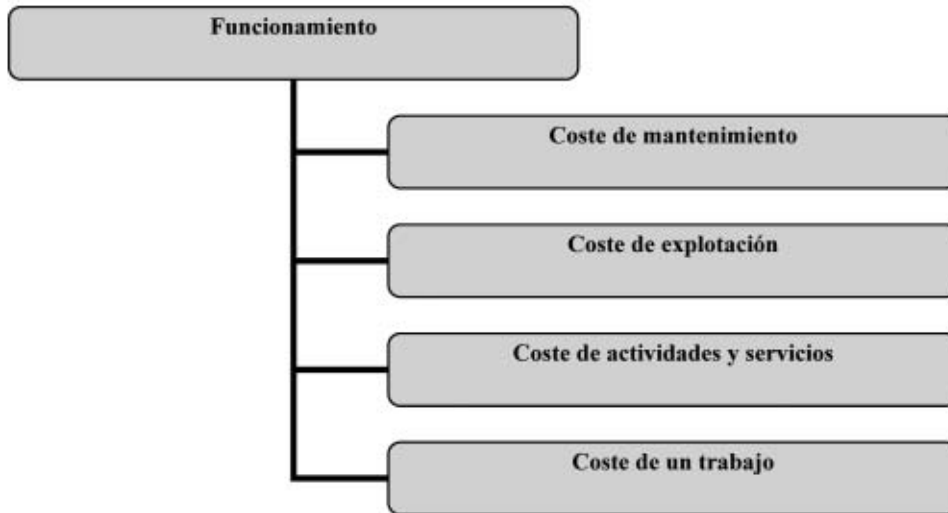 Funcionamiento
Coste de mantenimiento
Coste de explotación
Coste de actividades y servicios
Coste de un trabajo